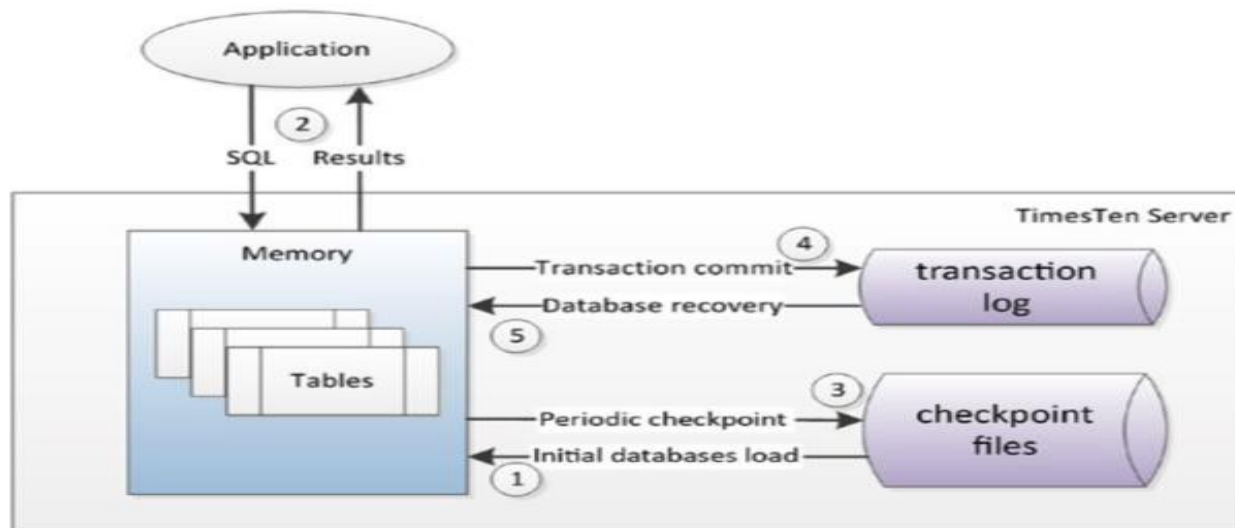 Application
2
SQL Results
TimesTen Server
Memory
4
Transaction commit
transaction
log
Database recovery
5
Tables
3
Periodic checkpoint
checkpoint
files
Initial databases load
1